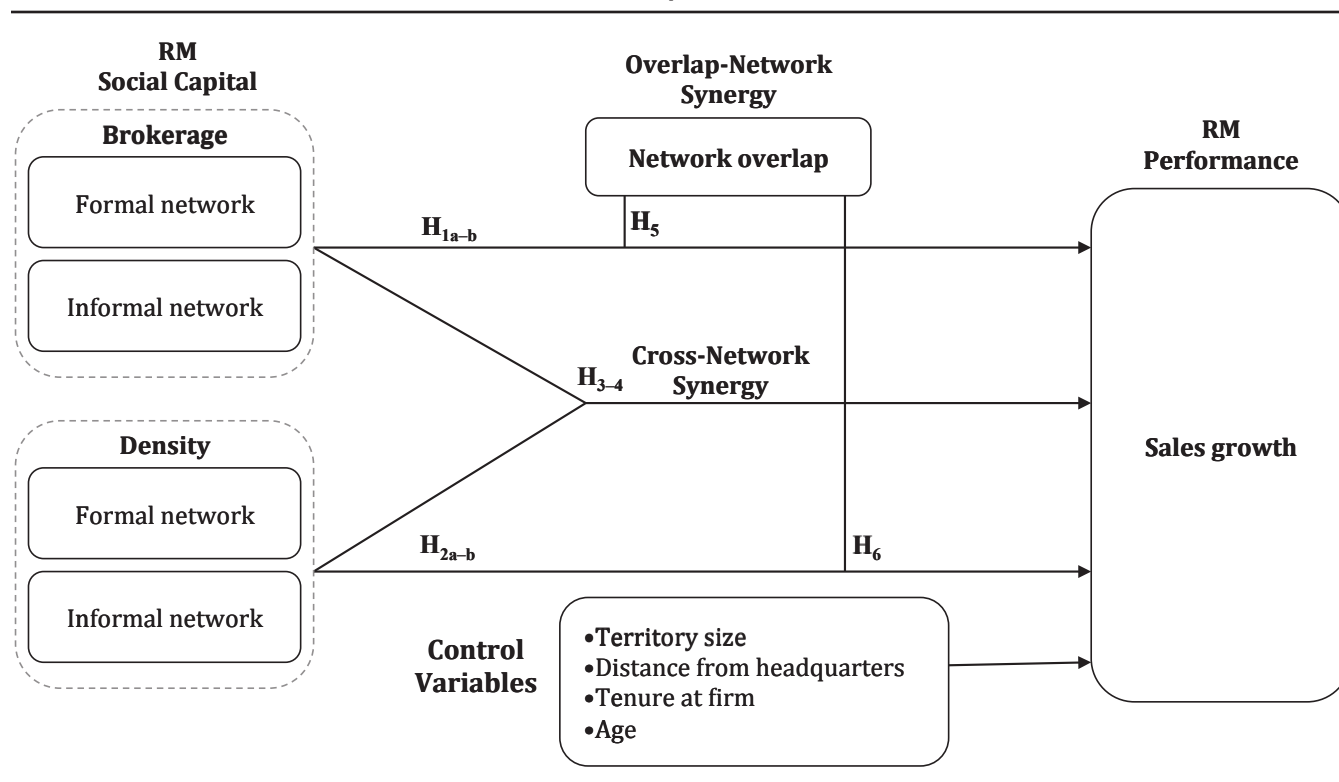 RM
Social Capital
Brokerage
Formal network
Informal network
Density
Formal network
Informal network
Overlap-Network
Synergy
Network overlap
H1a–b
H5
H3–4
Cross-Network
Synergy
H2a–b
H6
Control
Variables
•Territory size
•Distance from headquarters
•Tenure at firm
•Age
RM
Performance
Sales growth